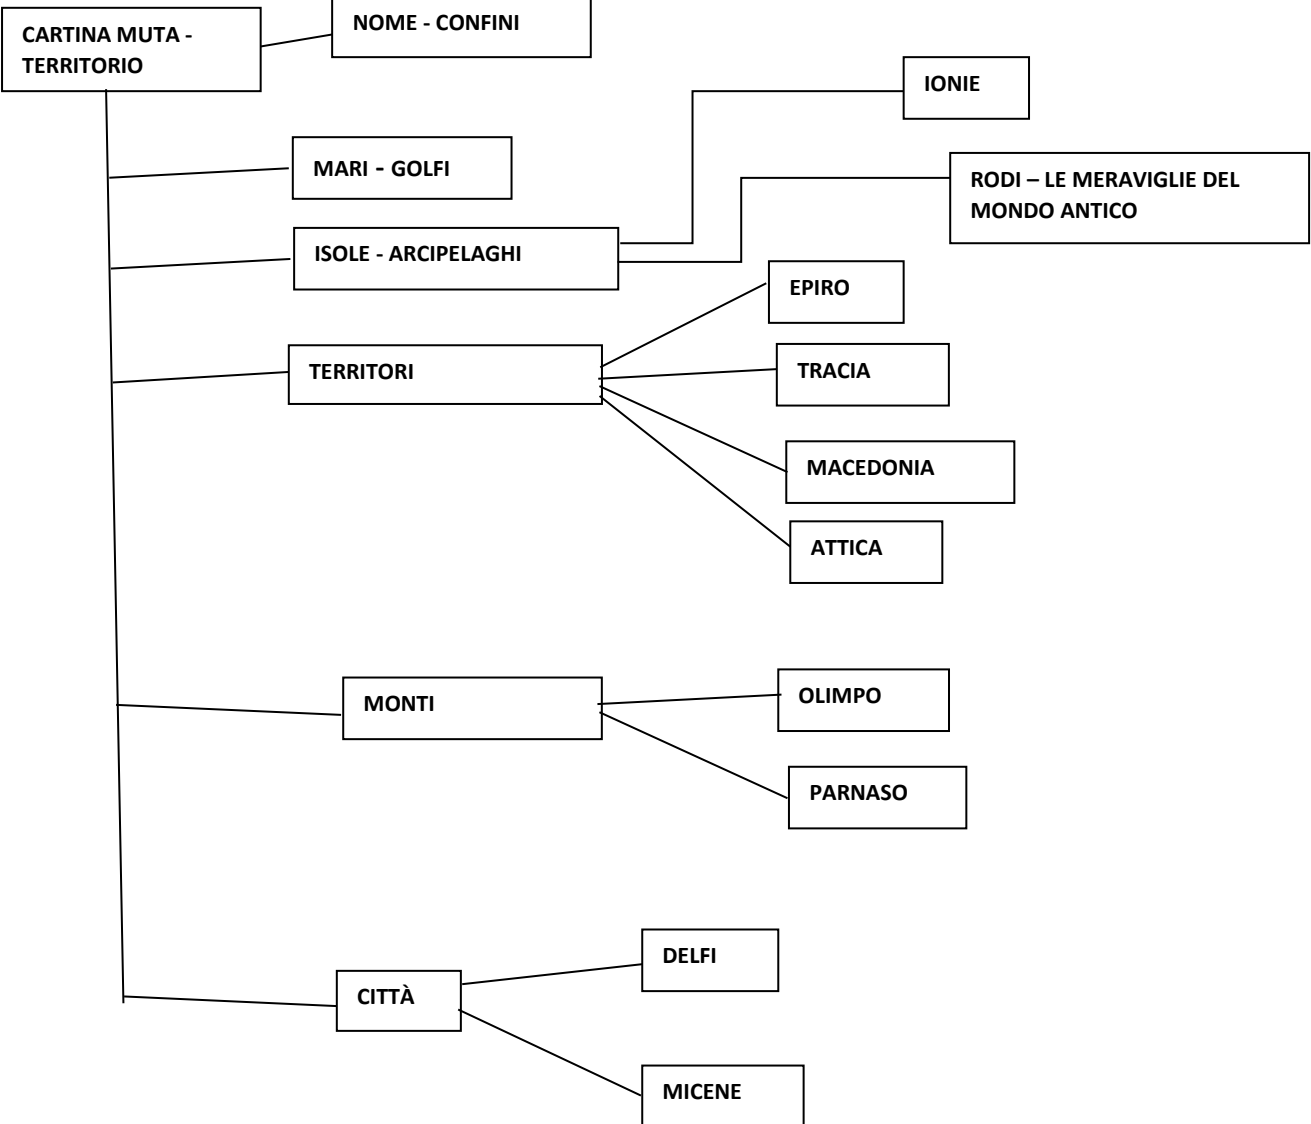 CARTINA MUTA -
TERRITORIO
NOME - CONFINI
IONIE
MARI - GOLFI
RODI – LE MERAVIGLIE DEL
MONDO ANTICO
ISOLE - ARCIPELAGHI
EPIRO
TERRITORI
TRACIA
MACEDONIA
ATTICA
MONTI
OLIMPO
PARNASO
DELFI
CITTÀ
MICENE